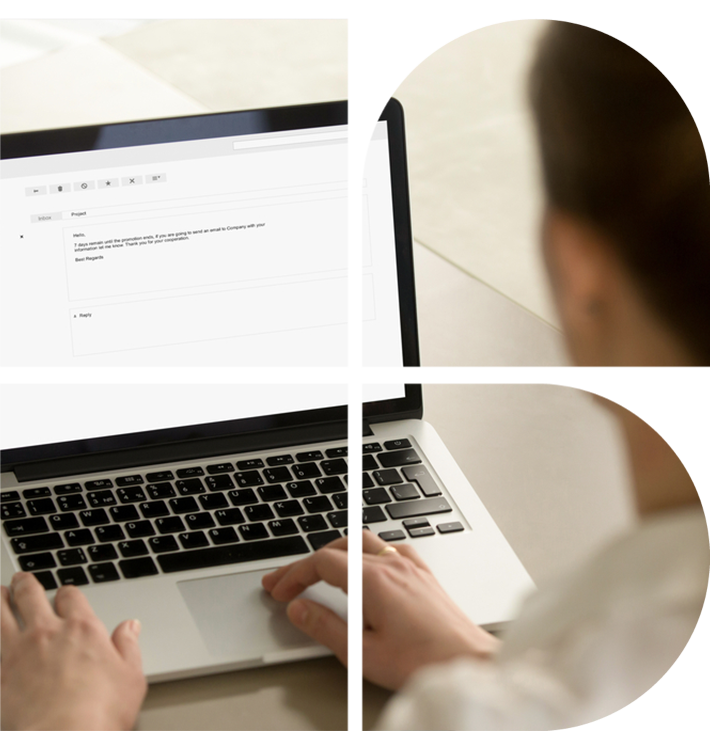 Inbox
Project
Hello,
7 days remain until the promotion ends, if you are going to send an email to Company with your
information let me know. Thank you for your cooperation.
Best Regards
Reply
Q W E R T Y U I O P
A S D F G H J K L
Z X C V B N M